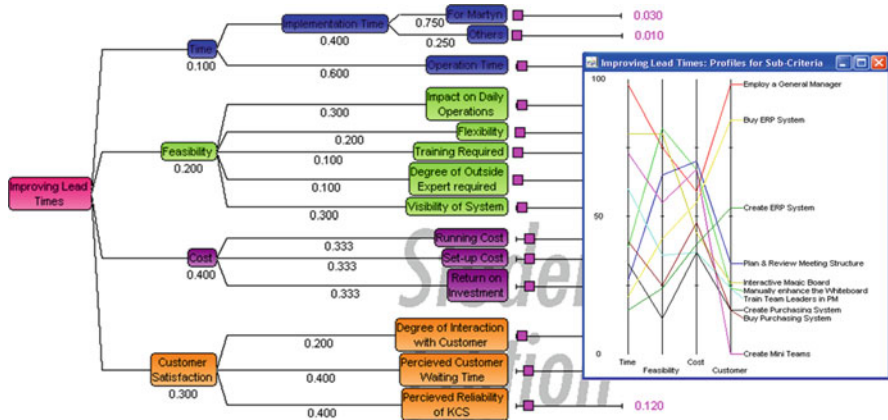 Improving Lead
Times
Time
0.100
Implementation Time
0.400
For Martyn
0.750
0.030
Others
0.250
0.010
Operation Time
0.600
Feasibility
0.200
Impact on Daily
Operations
0.300
Flexibility
0.200
Training Required
0.100
Degree of Outside
Expert required
0.100
Visibility of System
0.300
Cost
0.400
Running Cost
0.333
Set-up Cost
0.333
Return on
Investment
0.333
Customer
Satisfaction
0.300
Degree of Interaction
with Customer
0.200
Percieved Customer
Waiting Time
0.400
Percieved Reliability
of KCS
0.400
0.120
Improving Lead Times: Profiles for Sub-Criteria
100
50
0
Time
Feasibility
Cost
Customer
Employ a General Manager
Buy ERP System
Create ERP System
Plan & Review Meeting Structure
Interactive Magic Board
Manually enhance the Whiteboard
Train Team Leaders in PM
Create Purchasing System
Buy Purchasing System
Create Mini Teams